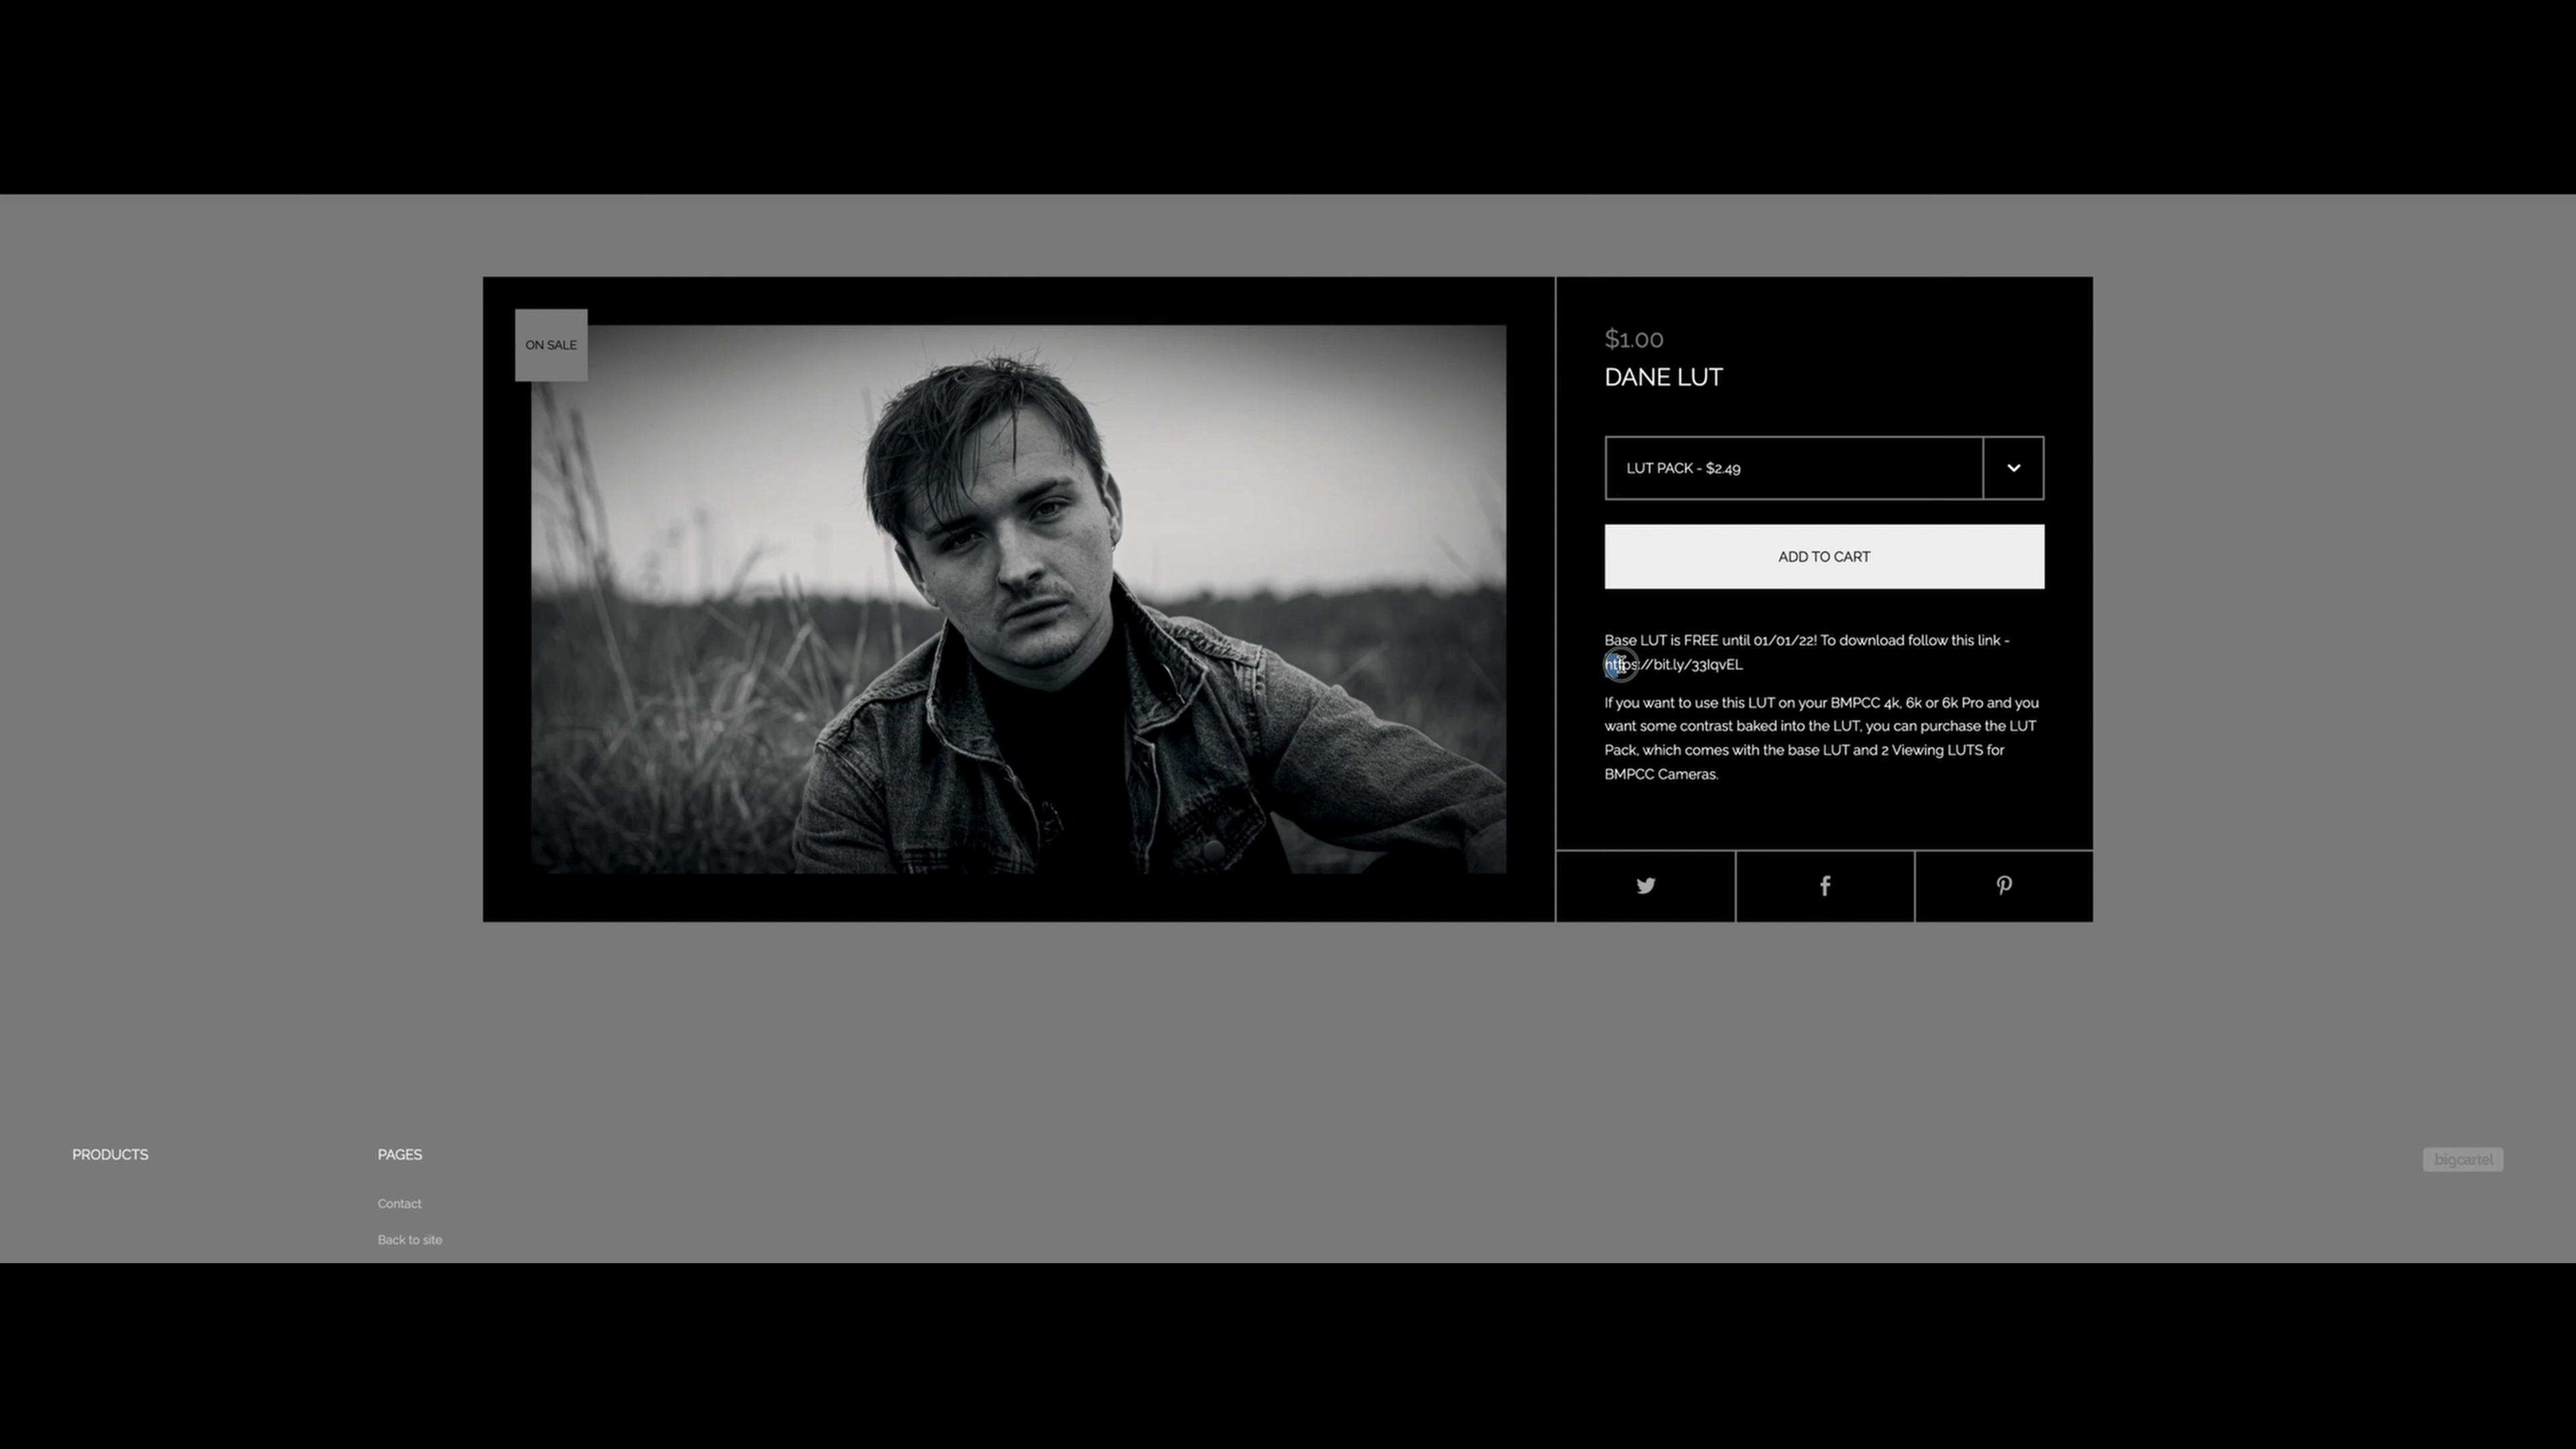 ON SALE
$1.00
DANE LUT
LUT PACK - $2.49
ADD TO CART
Base LUT is FREE until 01/01/22! To download follow this link -
https://bit.ly/33IqvEL
If you want to use this LUT on your BMPCC 4k, 6k or 6k Pro and you
want some contrast baked into the LUT, you can purchase the LUT
Pack, which comes with the base LUT and 2 Viewing LUTS for
BMPCC Cameras.
PRODUCTS
PAGES
Contact
Back to site
bigcartel